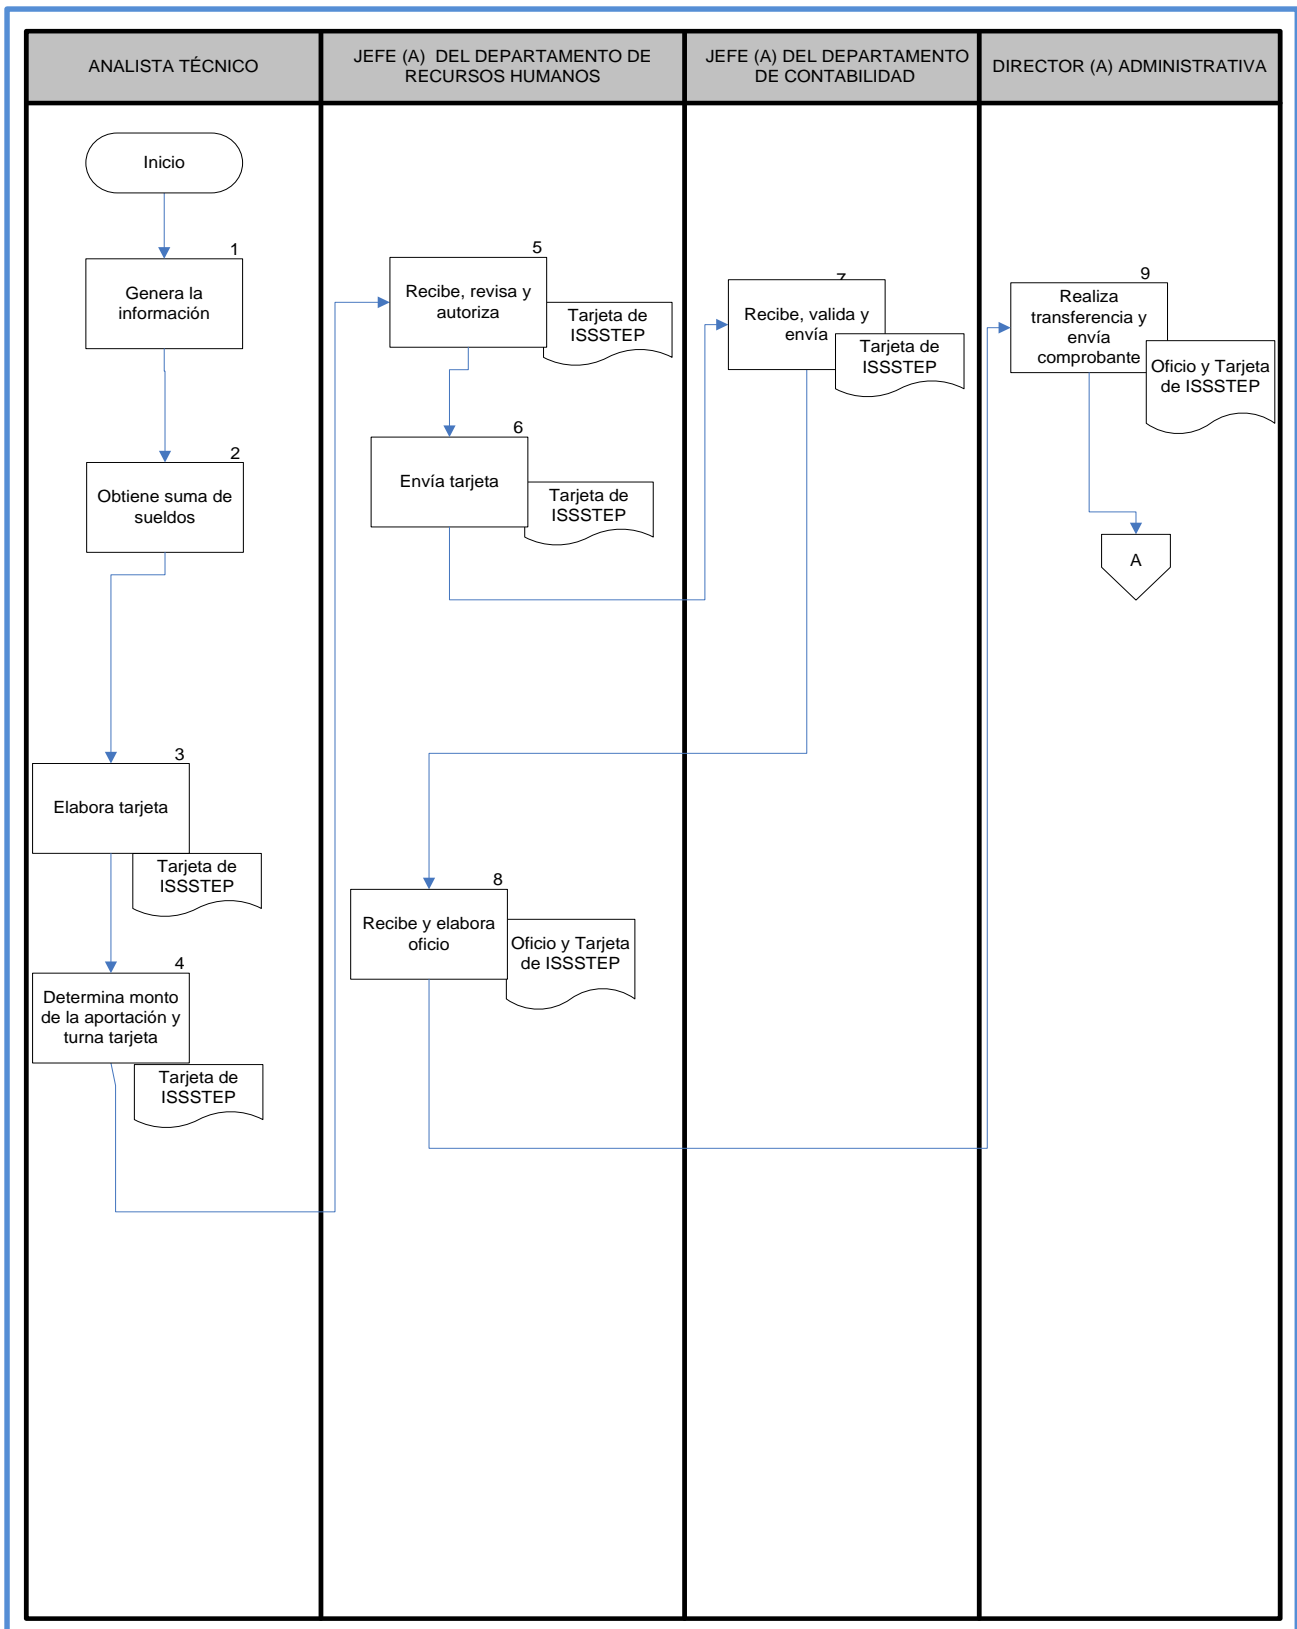 ANALISTA TÉCNICO
JEFE (A)  DEL DEPARTAMENTO DE
RECURSOS HUMANOS
JEFE (A) DEL DEPARTAMENTO
DE CONTABILIDAD
DIRECTOR (A) ADMINISTRATIVA
Inicio
1
Genera la
información
2
Obtiene suma de
sueldos
3
Elabora tarjeta
Tarjeta de
ISSSTEP
4
Determina monto
de la aportación y
turna tarjeta
Tarjeta de
ISSSTEP
5
Recibe, revisa y
autoriza
Tarjeta de
ISSSTEP
6
Envía tarjeta
Tarjeta de
ISSSTEP
7
Recibe, valida y
envía
Tarjeta de
ISSSTEP
8
Recibe y elabora
oficio
Oficio y Tarjeta
de ISSSTEP
9
Realiza
transferencia y
envía
comprobante
Oficio y Tarjeta
de ISSSTEP
A